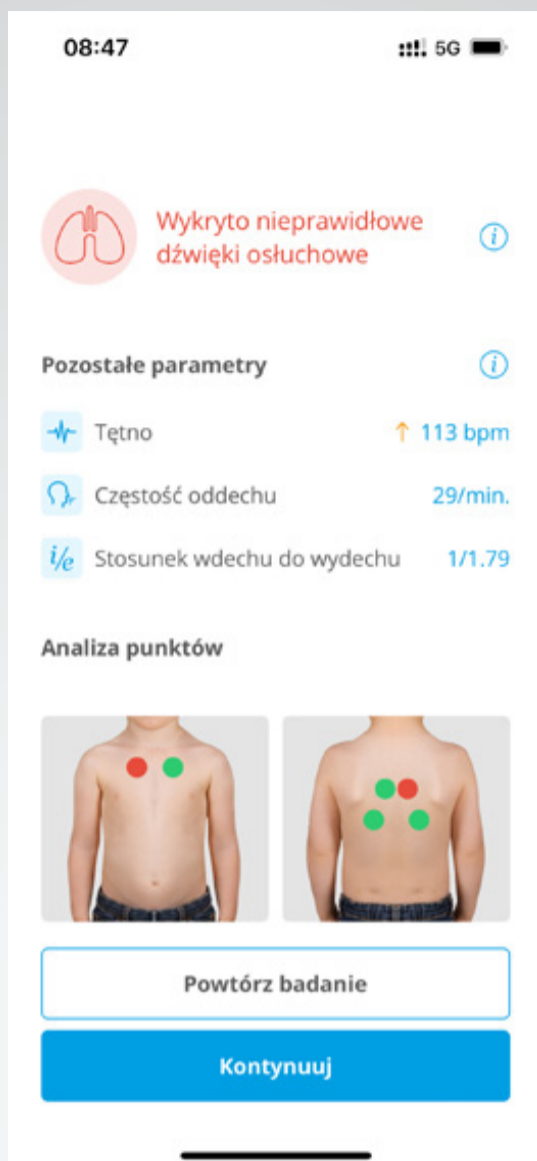 08:47 5G
Wykryto nieprawidłowe
dźwięki osłuchowe
Pozostałe parametry
Tętno ↑ 113 bpm
Częstość oddechu 29/min.
i/e Stosunek wdechu do wydechu 1/1.79
Analiza punktów
Powtórz badanie
Kontynuuj